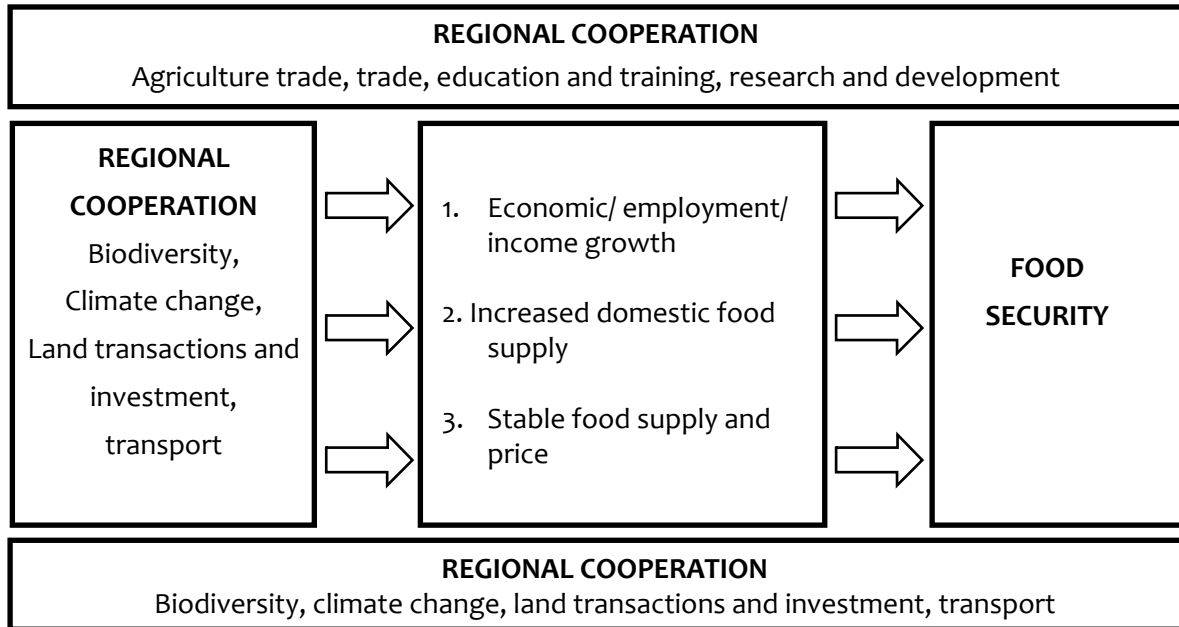 REGIONAL COOPERATION
Agriculture trade, trade, education and training, research and development
REGIONAL
COOPERATION
Biodiversity,
Climate change,
Land transactions and
investment,
transport
1. Economic/ employment/
income growth
2. Increased domestic food
supply
3. Stable food supply and
price
FOOD
SECURITY
REGIONAL COOPERATION
Biodiversity, climate change, land transactions and investment, transport